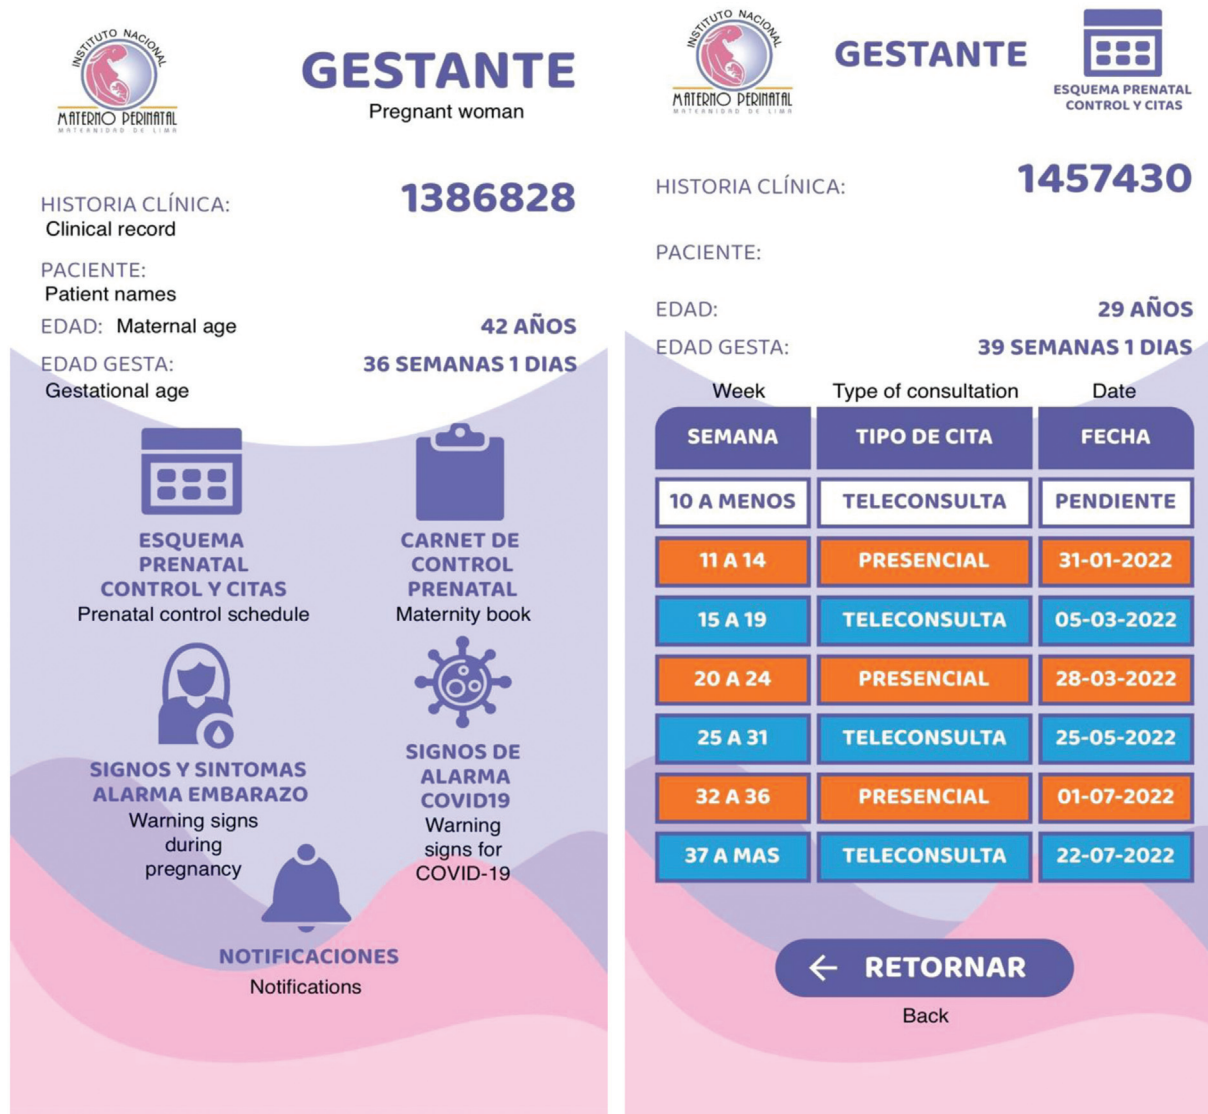 INSTITUTO NACIONAL
MATERNO PERINATAL
MATERNIDAD DE LIMA
GESTANTE
Pregnant woman
HISTORIA CLÍNICA:
1386828
Clinical record
PACIENTE:
Patient names
EDAD: Maternal age
42 AÑOS
EDAD GESTA:
36 SEMANAS 1 DIAS
Gestational age
ESQUEMA
PRENATAL
CONTROL Y CITAS
Prenatal control schedule
CARNET DE
CONTROL
PRENATAL
Maternity book
SIGNOS Y SINTOMAS
ALARMA EMBARAZO
Warning signs
during
pregnancy
SIGNOS DE
ALARMA
COVID19
Warning
signs for
COVID-19
NOTIFICACIONES
Notifications
INSTITUTO NACIONAL
MATERNO PERINATAL
MATERNIDAD DE LIMA
GESTANTE
ESQUEMA PRENATAL
CONTROL Y CITAS
HISTORIA CLÍNICA:
1457430
PACIENTE:
EDAD:
29 AÑOS
EDAD GESTA:
39 SEMANAS 1 DIAS
Week Type of consultation Date
SEMANA TIPO DE CITA FECHA
10 A MENOS TELECONSULTA PENDIENTE
11 A 14 PRESENCIAL 31-01-2022
15 A 19 TELECONSULTA 05-03-2022
20 A 24 PRESENCIAL 28-03-2022
25 A 31 TELECONSULTA 25-05-2022
32 A 36 PRESENCIAL 01-07-2022
37 A MAS TELECONSULTA 22-07-2022
← RETORNAR
Back